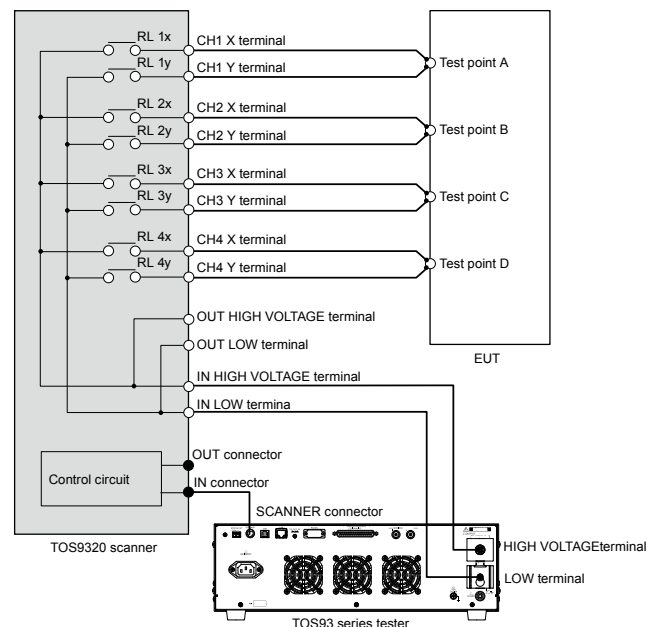 RL 1x
CH1 X terminal
RL 1y
CH1 Y terminal
Test point A
RL 2x
CH2 X terminal
RL 2y
CH2 Y terminal
Test point B
RL 3x
CH3 X terminal
RL 3y
CH3 Y terminal
Test point C
RL 4x
CH4 X terminal
RL 4y
CH4 Y terminal
Test point D
OUT HIGH VOLTAGE terminal
OUT LOW terminal
EUT
IN HIGH VOLTAGE terminal
IN LOW termina
OUT connector
Control circuit
IN connector
SCANNER connector
TOS9320 scanner
HIGH VOLTAGEterminal
LOW terminal
TOS93 series tester